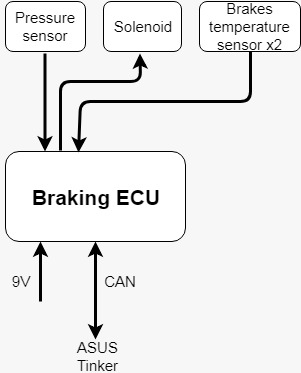 Pressure
sensor
Solenoid
Brakes
temperature
sensor x2
Braking ECU
9V
CAN
ASUS
Tinker